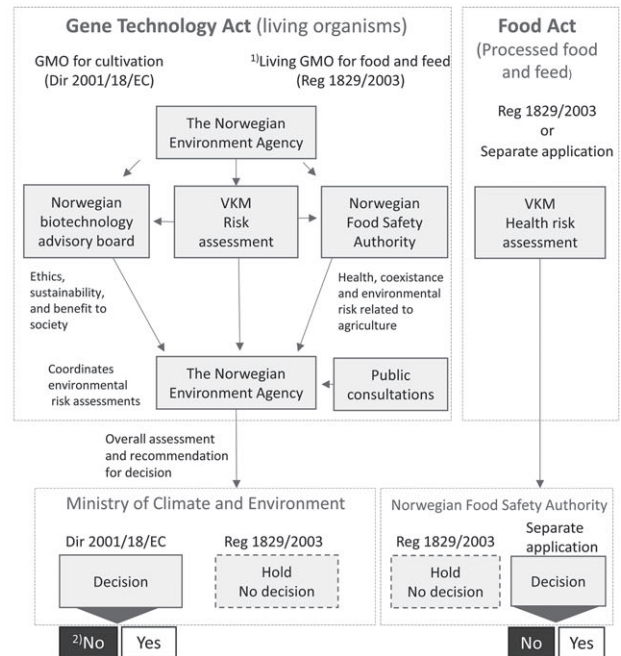 Gene Technology Act (living organisms)
GMO for cultivation
(Dir 2001/18/EC)
1)Living GMO for food and feed
(Reg 1829/2003)
The Norwegian
Environment Agency
Norwegian
biotechnology
advisory board
VKM
Risk
assessment
Norwegian
Food Safety
Authority
Ethics,
sustainability,
and benefit to
society
Health, coexistance
and environmental
risk related to
agriculture
Coordinates
environmental
risk assessments
The Norwegian
Environment Agency
Public
consultations
Overall assessment
and recommendation
for decision
Food Act
(Processed food
and feed)
Reg 1829/2003
or
Separate application
VKM
Health risk
assessment
Ministry of Climate and Environment
Dir 2001/18/EC
Decision
2)No
Yes
Reg 1829/2003
Hold
No decision
Norwegian Food Safety Authority
Reg 1829/2003
Hold
No decision
Separate
application
Decision
No
Yes